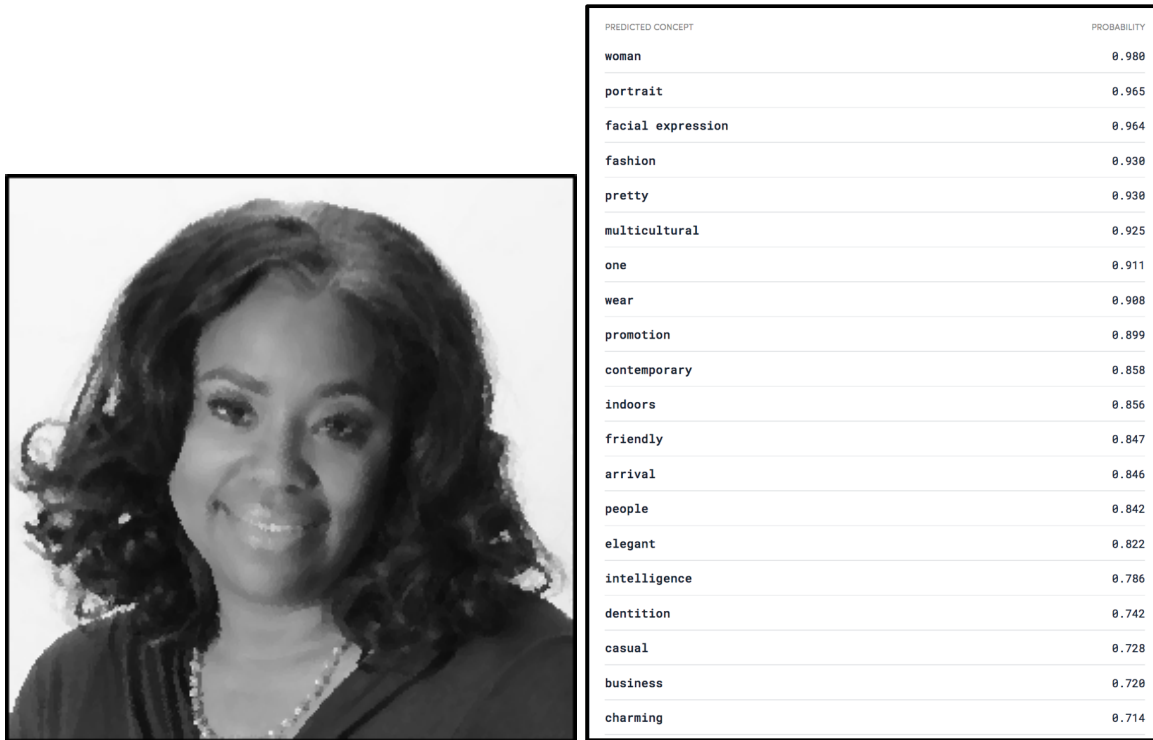 PREDICTED CONCEPT PROBABILITY
woman 0.980
portrait 0.965
facial expression 0.964
fashion 0.930
pretty 0.930
multicultural 0.925
one 0.911
wear 0.908
promotion 0.899
contemporary 0.858
indoors 0.856
friendly 0.847
arrival 0.846
people 0.842
elegant 0.822
intelligence 0.786
dentition 0.742
casual 0.728
business 0.720
charming 0.714